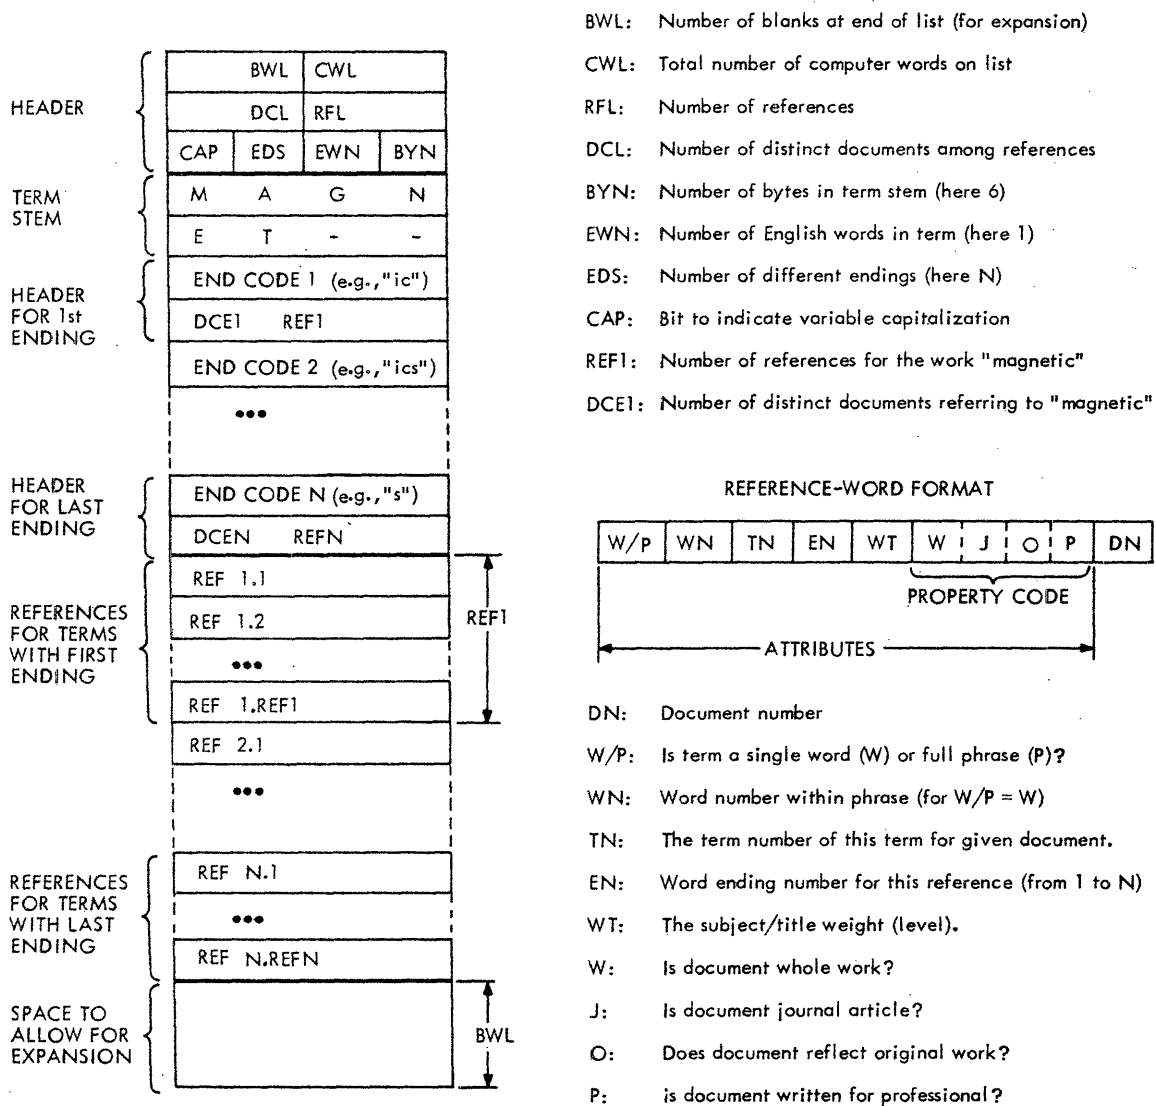 HEADER
BWL CWL
DCL RFL
CAP EDS EWN BYN
TERM
STEM
M A G N
E T - -
HEADER
FOR 1st
ENDING
END CODE 1 (e.g., "ic")
DCE1 REF1
END CODE 2 (e.g., "ics")
•••
HEADER
FOR LAST
ENDING
END CODE N (e.g., "s")
DCEN REFN
REFERENCES
FOR TERMS
WITH FIRST
ENDING
REF 1.1
REF 1.2
•••
REF 1.REF1
REF1
REF 2.1
•••
REFERENCES
FOR TERMS
WITH LAST
ENDING
REF N.1
•••
REF N.REFN
SPACE TO
ALLOW FOR
EXPANSION
BWL
BWL: Number of blanks at end of list (for expansion)
CWL: Total number of computer words on list
RFL: Number of references
DCL: Number of distinct documents among references
BYN: Number of bytes in term stem (here 6)
EWN: Number of English words in term (here 1)
EDS: Number of different endings (here N)
CAP: Bit to indicate variable capitalization
REF1: Number of references for the work "magnetic"
DCE1: Number of distinct documents referring to "magnetic"
REFERENCE-WORD FORMAT
W/P WN TN EN WT W J O P DN
PROPERTY CODE
ATTRIBUTES
DN: Document number
W/P: Is term a single word (W) or full phrase (P)?
WN: Word number within phrase (for W/P = W)
TN: The term number of this term for given document.
EN: Word ending number for this reference (from 1 to N)
WT: The subject/title weight (level).
W: Is document whole work?
J: Is document journal article?
O: Does document reflect original work?
P: is document written for professional?